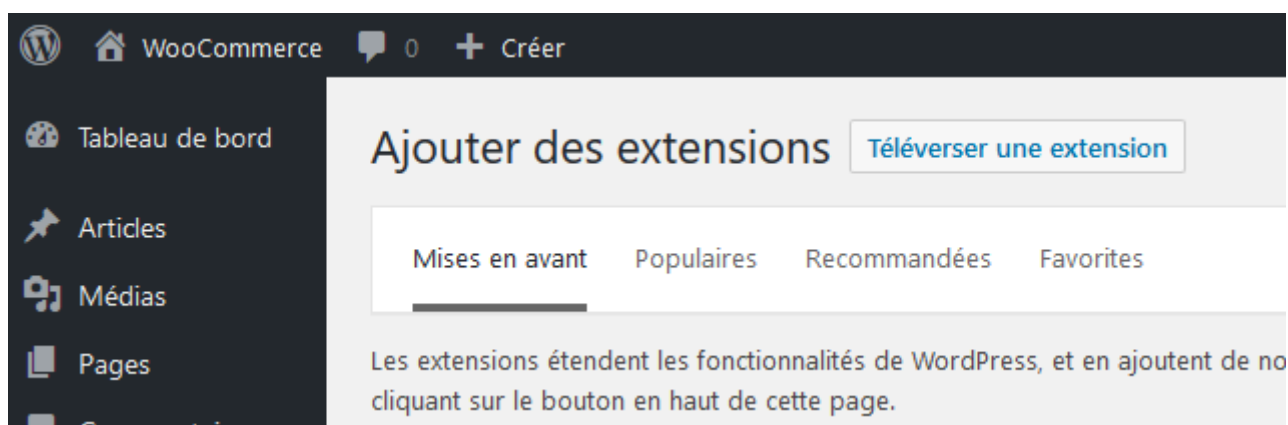 WooCommerce 0 Créer
Tableau de bord
Articles
Médias
Pages
Ajouter des extensions Téléverser une extension
Mises en avant Populaires Recommandées Favorites
Les extensions étendent les fonctionnalités de WordPress, et en ajoutent de no
cliquant sur le bouton en haut de cette page.